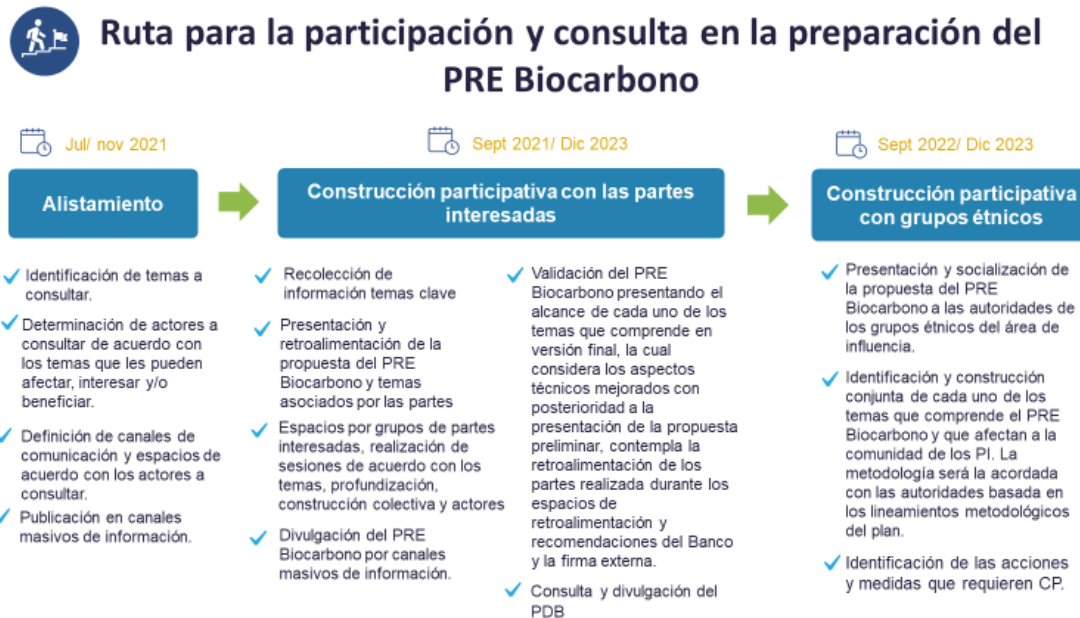 Ruta para la participación y consulta en la preparación del
PRE Biocarbono
Jul/ nov 2021
Alistamiento
Identificación de temas a
consultar.
Determinación de actores a
consultar de acuerdo con
los temas que les pueden
afectar, interesar y/o
beneficiar.
Definición de canales de
comunicación y espacios de
acuerdo con los actores a
consultar.
Publicación en canales
masivos de información.
Sept 2021/ Dic 2023
Construcción participativa con las partes
interesadas
Recolección de
información temas clave
Presentación y
retroalimentación de la
propuesta del PRE
Biocarbono y temas
asociados por las partes
Espacios por grupos de partes
interesadas, realización de
sesiones de acuerdo con los
temas, profundización,
construcción colectiva y actores
Divulgación del PRE
Biocarbono por canales
masivos de información.
Validación del PRE
Biocarbono presentando el
alcance de cada uno de los
temas que comprende en
versión final, la cual
considera los aspectos
técnicos mejorados con
posterioridad a la
presentación de la propuesta
preliminar, contempla la
retroalimentación de los
partes realizada durante los
espacios de
retroalimentación y
recomendaciones del Banco
y la firma externa.
Consulta y divulgación del
PDB
Sept 2022/ Dic 2023
Construcción participativa
con grupos étnicos
Presentación y socialización de
la propuesta del PRE
Biocarbono a las autoridades de
los grupos étnicos del área de
influencia.
Identificación y construcción
conjunta de cada uno de los
temas que comprende el PRE
Biocarbono y que afectan a la
comunidad de los PI. La
metodología será la acordada
con las autoridades basada en
los lineamientos metodológicos
del plan.
Identificación de las acciones
y medidas que requieren CP.